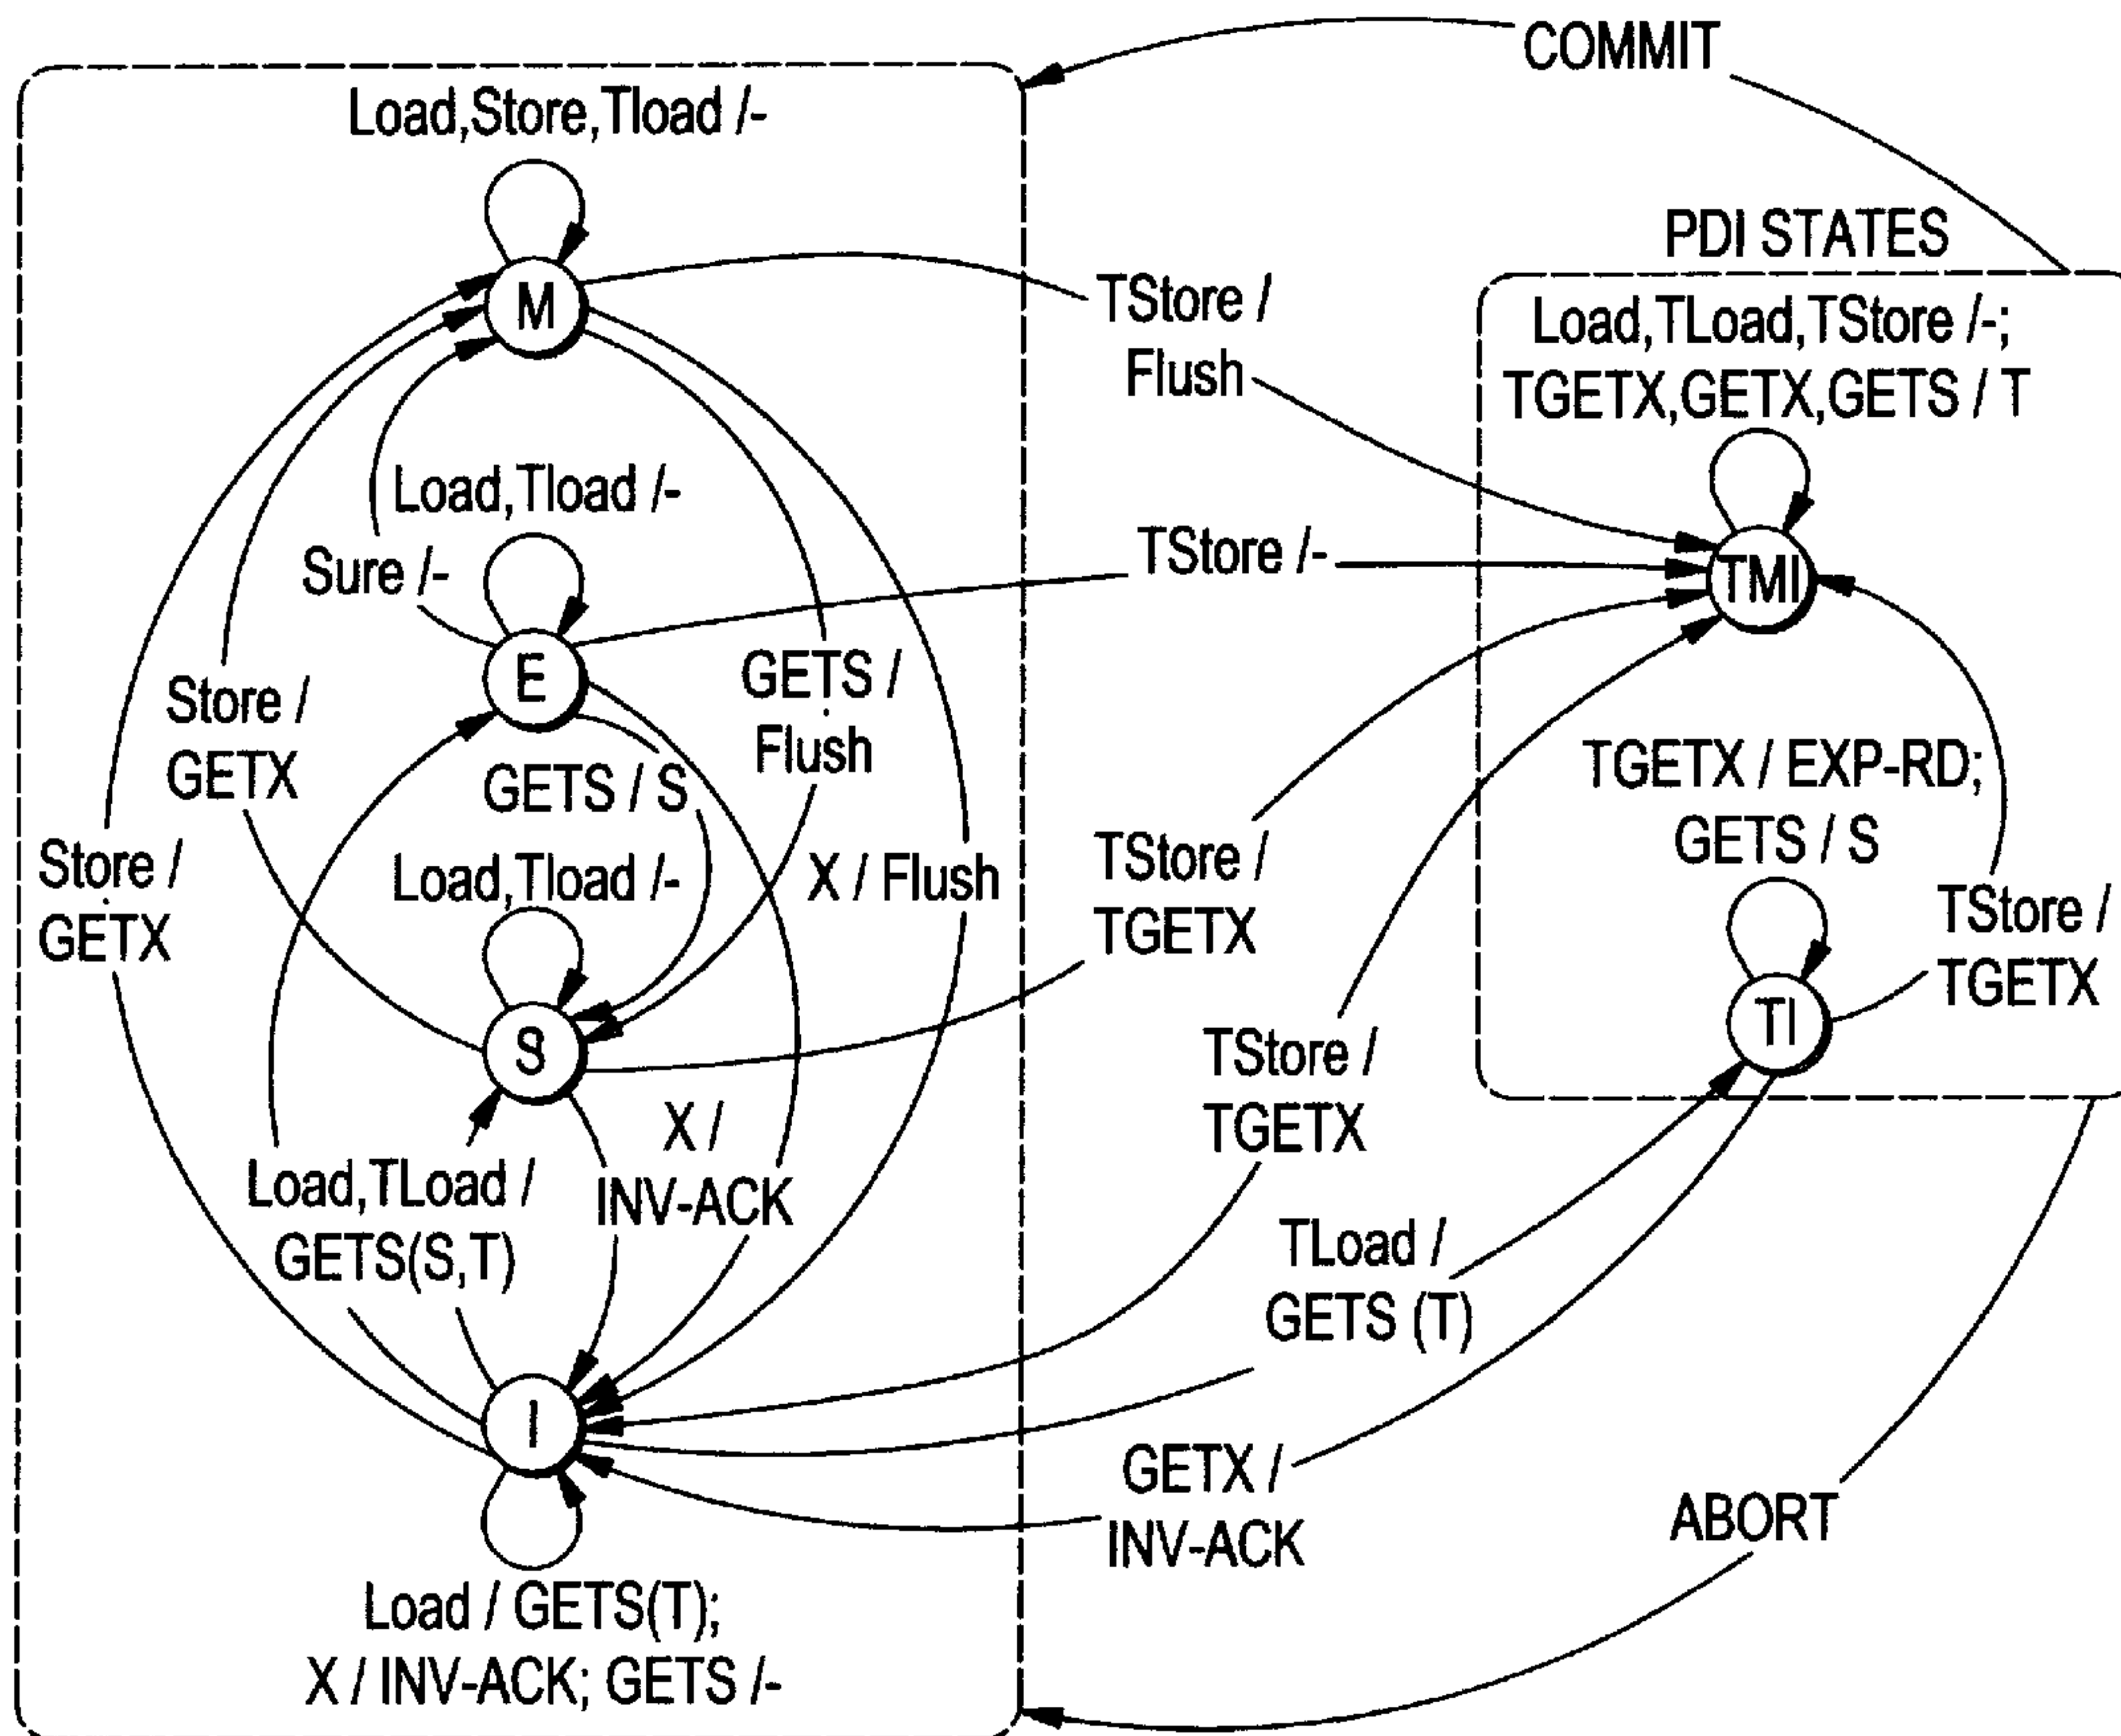 COMMIT
Load,Store,Tload /-
M
PDI STATES
TStore /
Flush
Load,TLoad,TStore /-;
TGETX,GETX,GETS / T
TMI
Load,Tload /-
Sure /-
TStore /-
E
Store /
GETX
GETS /
Flush
GETS / S
TGETX / EXP-RD;
GETS / S
Store /
GETX
Load,Tload /-
X / Flush
TStore /
TGETX
TStore /
TGETX
TI
S
TStore /
TGETX
X /
INV-ACK
Load,TLoad /
GETS(S,T)
TLoad /
GETS (T)
I
GETX /
INV-ACK
ABORT
Load / GETS(T);
X / INV-ACK; GETS /-